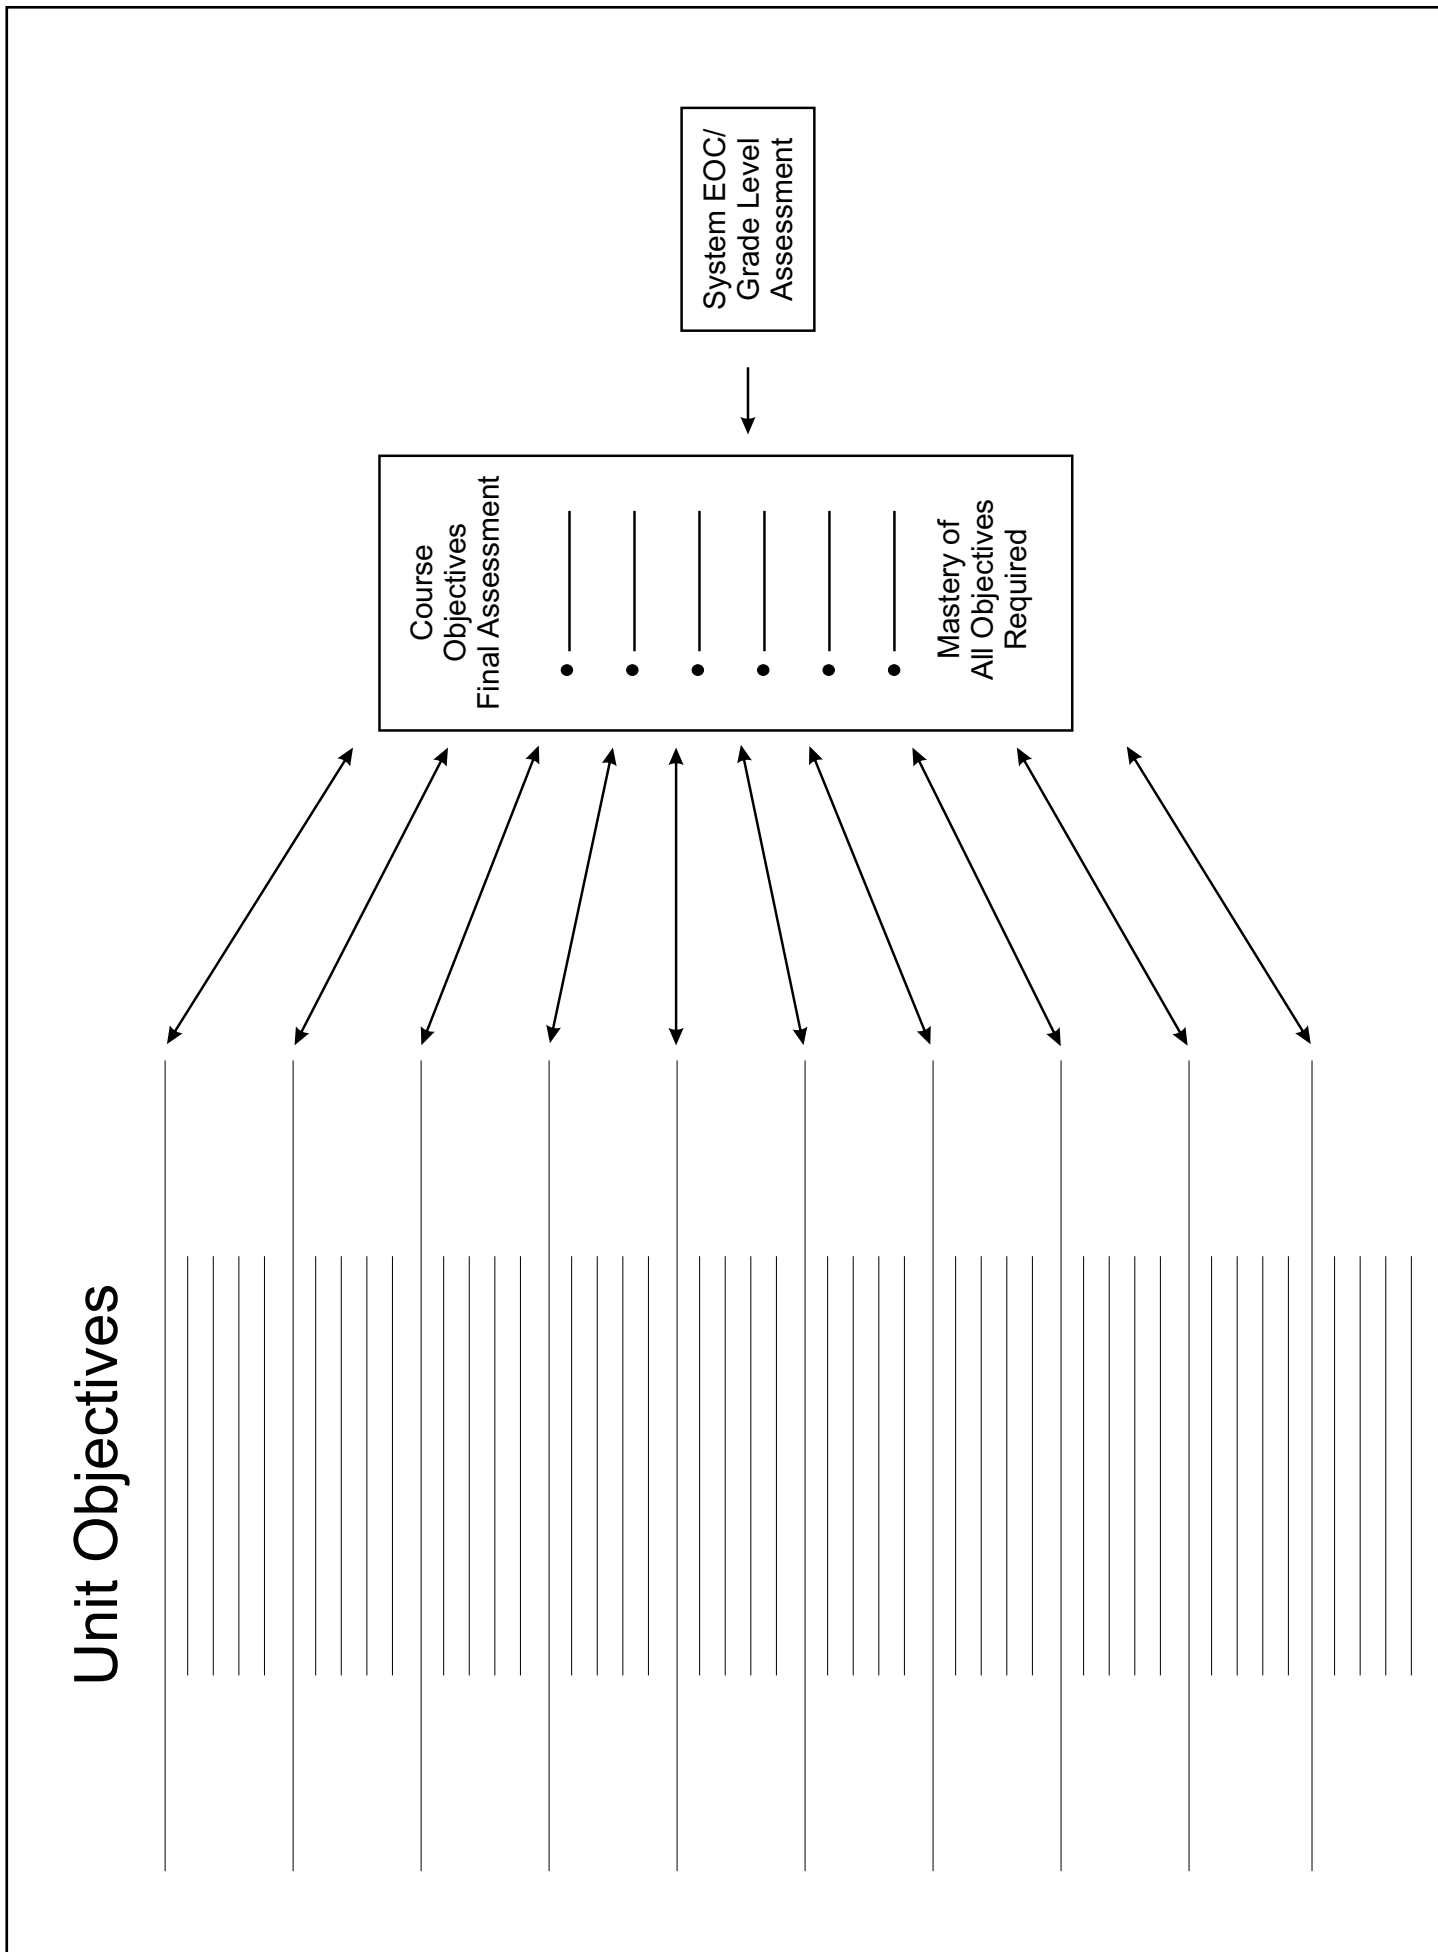 Unit Objectives
Course
Objectives
Final Assessment
Mastery of
All Objectives
Required
System EOC/
Grade Level
Assessment